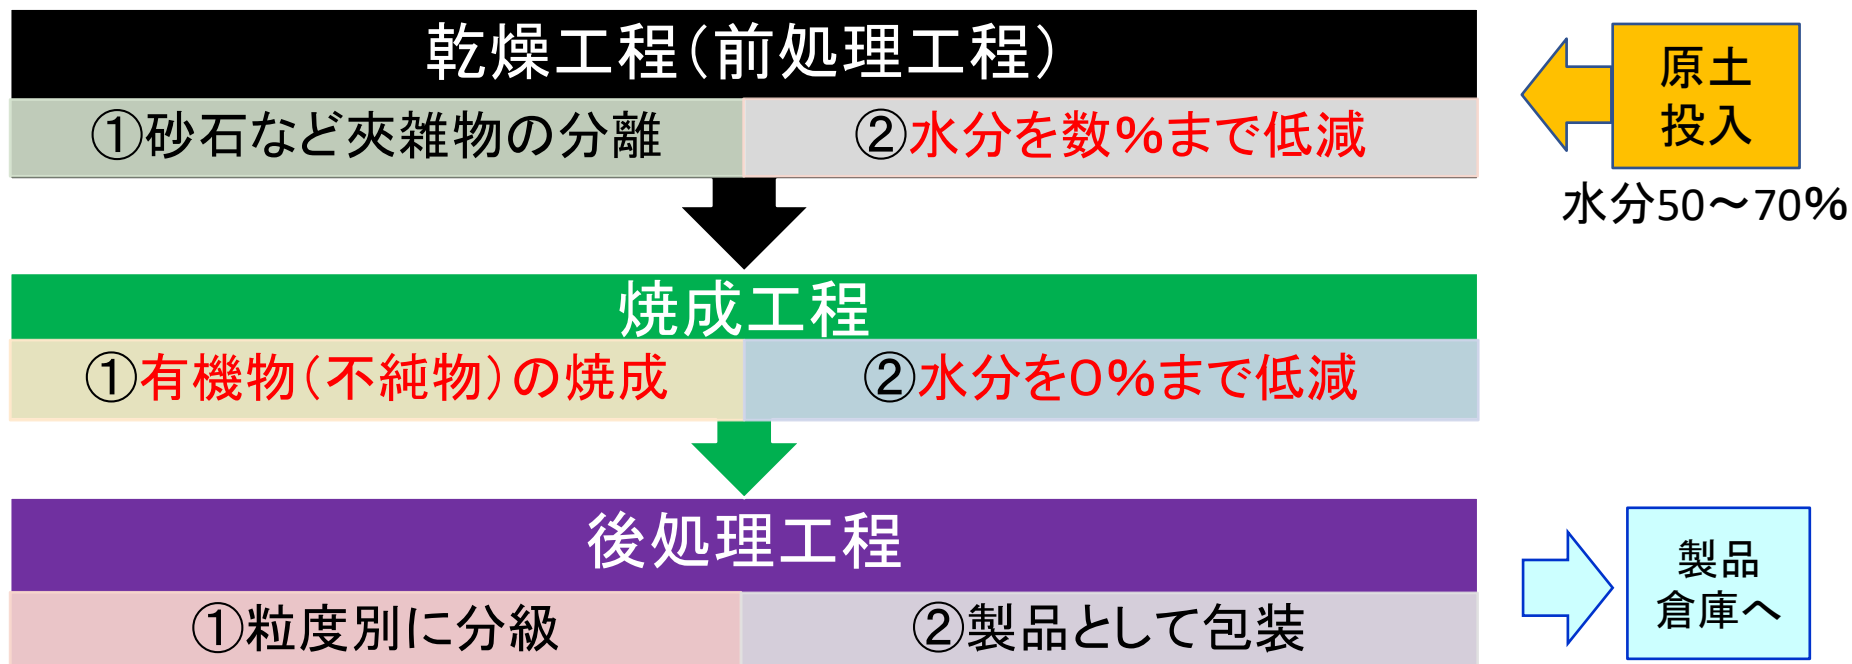 乾燥工程（前処理工程）
①砂石など夾雑物の分離
②水分を数％まで低減
原土
投入
水分50～70％
焼成工程
①有機物（不純物）の焼成
②水分を0％まで低減
後処理工程
①粒度別に分級
②製品として包装
製品
倉庫へ